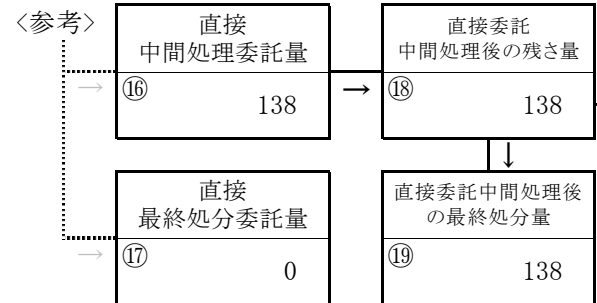 〈参考〉
直接
中間処理委託量
→
⑯
138
→
直接委託
中間処理後の残さ量
⑱
138
↓
直接
最終処分委託量
→
⑰
0
直接委託中間処理後
の最終処分量
⑲
138